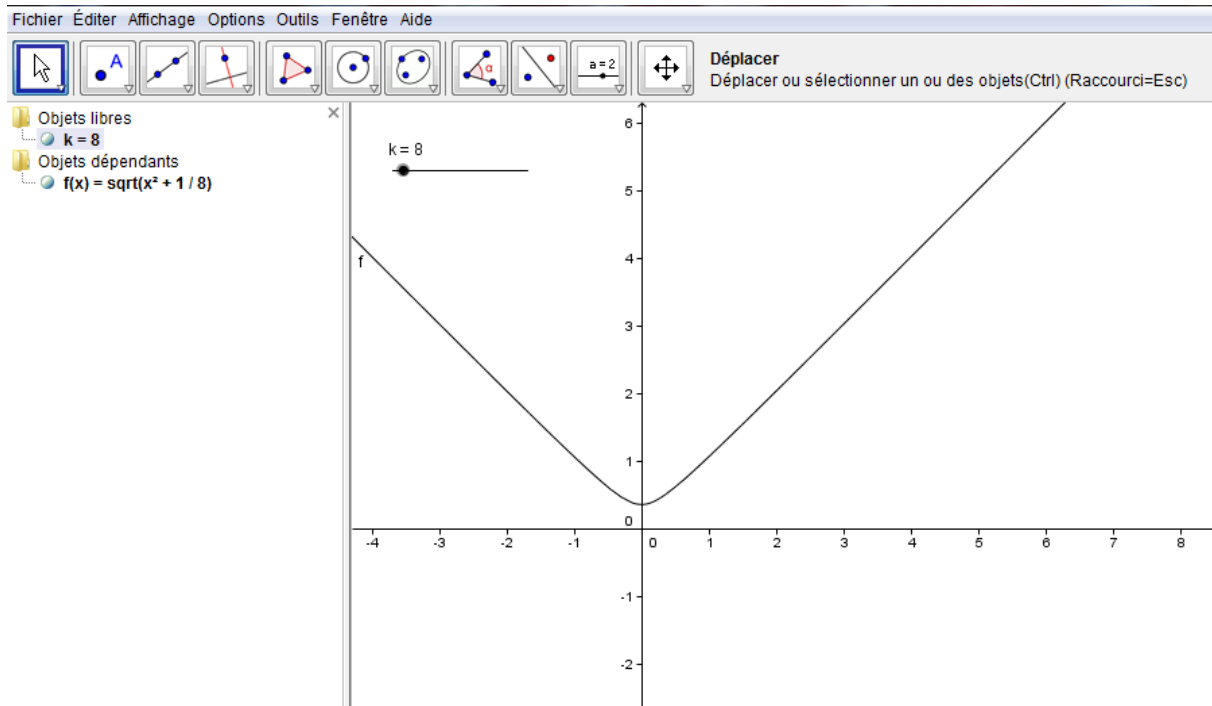 Fichier Éditer Affichage Options Outils Fenêtre Aide
A
α
a = 2
Déplacer
Déplacer ou sélectionner un ou des objets(Ctrl) (Raccourci=Esc)
Objets libres
k = 8
Objets dépendants
f(x) = sqrt(x² + 1 / 8)
k = 8
f
6
5
4
3
2
1
0
-1
-2
-4 -3 -2 -1 0 1 2 3 4 5 6 7 8